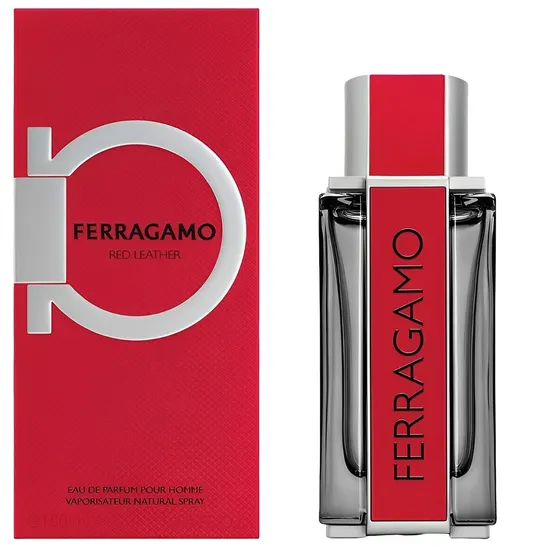 FERRAGAMO
RED LEATHER
EAU DE PARFUM POUR HOMME
VAPORISATEUR NATURAL SPRAY
FERRAGAMO